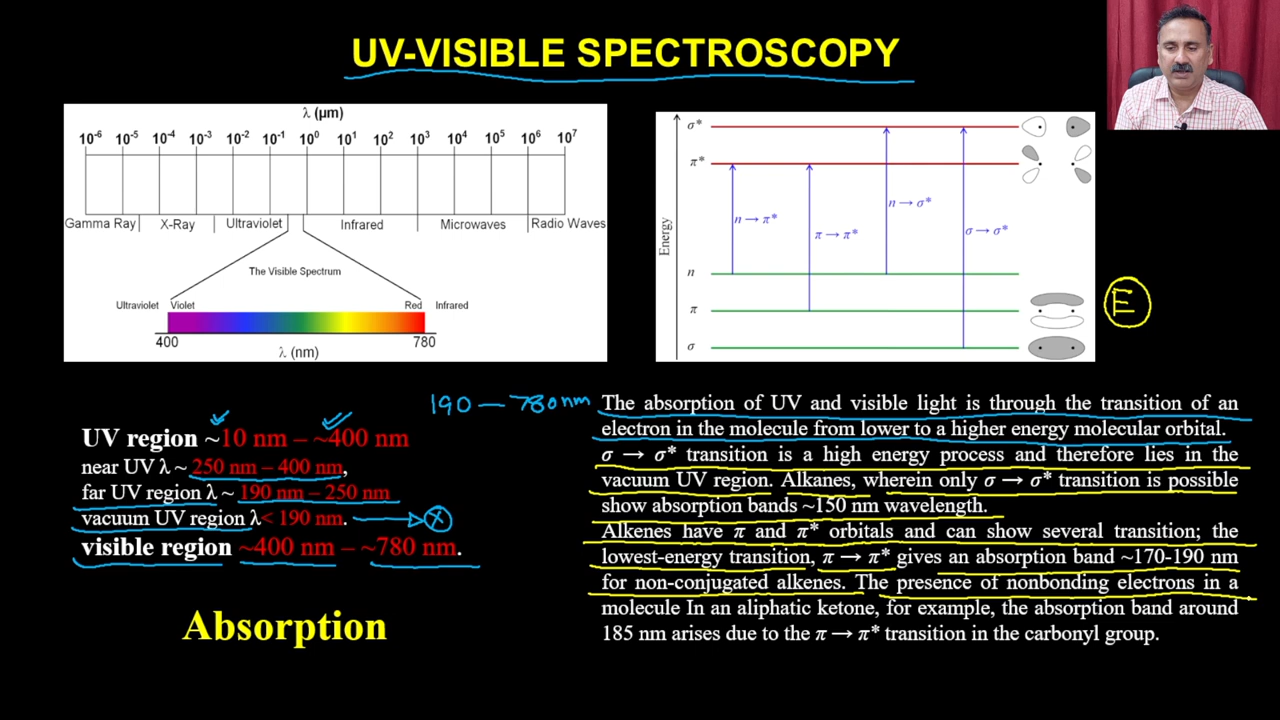 UV-VISIBLE SPECTROSCOPY
λ (μm)
10⁻⁶ 10⁻⁵ 10⁻⁴ 10⁻³ 10⁻² 10⁻¹ 10⁰ 10¹ 10² 10³ 10⁴ 10⁵ 10⁶ 10⁷
Gamma Ray X-Ray Ultraviolet Infrared Microwaves Radio Waves
The Visible Spectrum
Ultraviolet Violet Red Infrared
400 780
λ (nm)
Energy
σ*
π*
n → π*
π → π*
n → σ*
σ → σ*
n
π
σ
E
190 — 780nm
UV region ~10 nm – ~400 nm
near UV λ ~ 250 nm – 400 nm,
far UV region λ ~ 190 nm – 250 nm
vacuum UV region λ< 190 nm.
visible region ~400 nm – ~780 nm.
Absorption
The absorption of UV and visible light is through the transition of an
electron in the molecule from lower to a higher energy molecular orbital.
σ → σ* transition is a high energy process and therefore lies in the
vacuum UV region. Alkanes, wherein only σ → σ* transition is possible
show absorption bands ~150 nm wavelength.
Alkenes have π and π* orbitals and can show several transition; the
lowest-energy transition, π → π* gives an absorption band ~170-190 nm
for non-conjugated alkenes. The presence of nonbonding electrons in a
molecule In an aliphatic ketone, for example, the absorption band around
185 nm arises due to the π → π* transition in the carbonyl group.